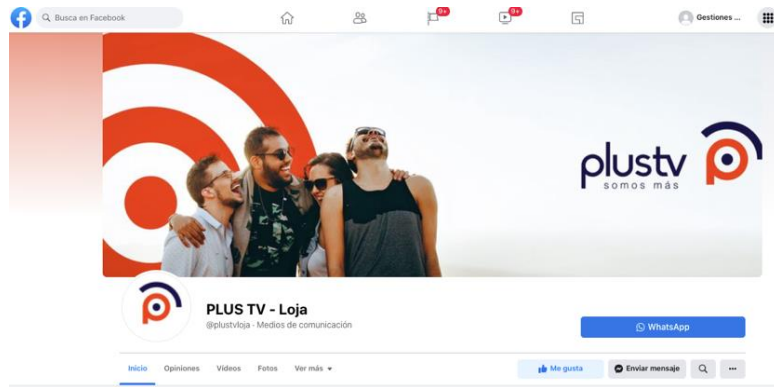 Busca en Facebook
9+
9+
Gestiones ...
plustv
somos más
PLUS TV - Loja
@plustvloja · Medios de comunicación
WhatsApp
Inicio Opiniones Vídeos Fotos Ver más
Me gusta Enviar mensaje